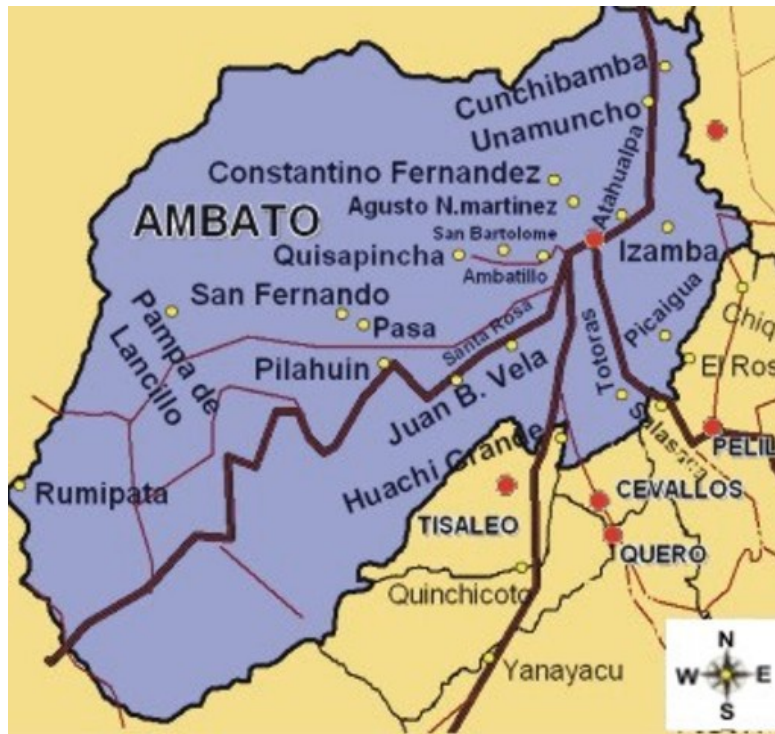 Cunchibamba
Unamuncho
Atahualpa
Constantino Fernandez
Agusto N.martinez
AMBATO
San Bartolome
Izamba
Quisapincha
Ambatillo
San Fernando
Pasa
Pampa de
Lancillo
Santa Rosa
Picaigua
Chiq
Totoras
Pilahuin
El Ros
Juan B. Vela
Salasaca
PELIL
Huachi Grande
Rumipata
CEVALLOS
TISALEO
QUERO
Quinchicoto
N
Yanayacu
W
E
S